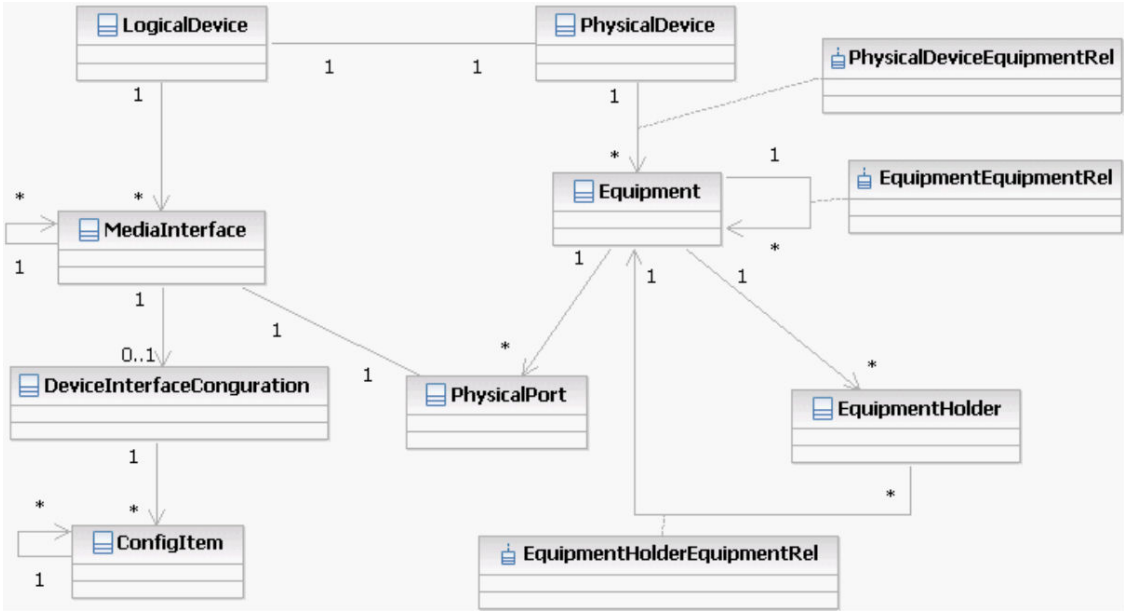 LogicalDevice
PhysicalDevice
PhysicalDeviceEquipmentRel
1
1
1
1
*
*
1
EquipmentEquipmentRel
Equipment
*
*
MediaInterface
1
1
1
1
1
*
1
0..1
*
1
*
DeviceInterfaceConguration
PhysicalPort
EquipmentHolder
1
*
*
*
ConfigItem
1
EquipmentHolderEquipmentRel